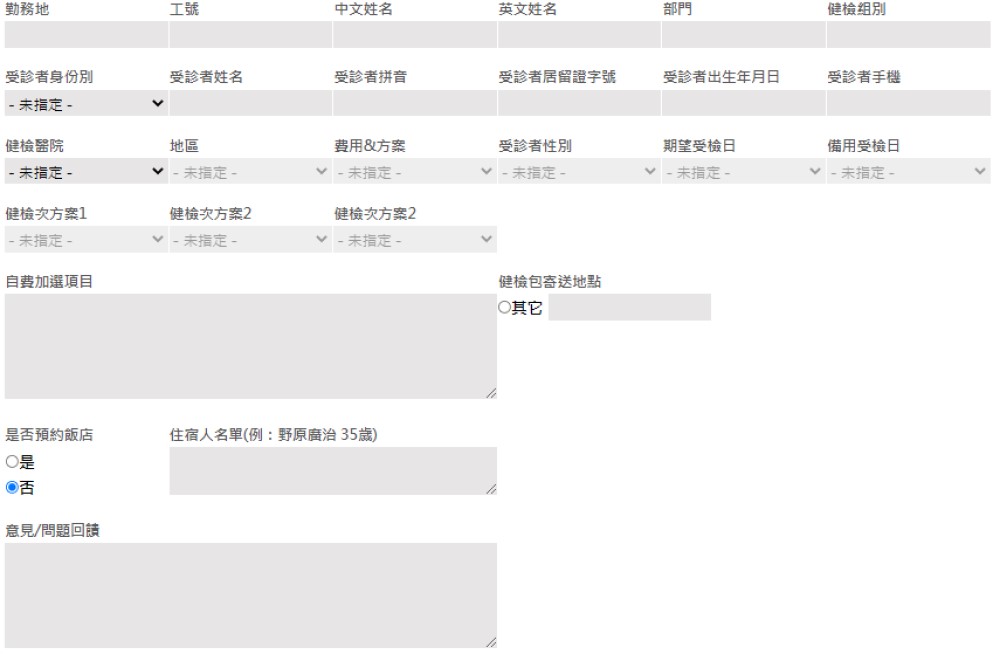 勤務地 工號 中文姓名 英文姓名 部門 健檢組別
受診者身份別 受診者姓名 受診者拼音 受診者居留證字號 受診者出生年月日 受診者手機
- 未指定 -
健檢醫院 地區 費用&方案 受診者性別 期望受檢日 備用受檢日
- 未指定 - - 未指定 - - 未指定 - - 未指定 - - 未指定 - - 未指定 -
健檢次方案1 健檢次方案2 健檢次方案2
- 未指定 - - 未指定 - - 未指定 -
自費加選項目 健檢包寄送地點
其它
是否預約飯店 住宿人名單(例：野原廣治 35歲)
是
否
意見/問題回饋